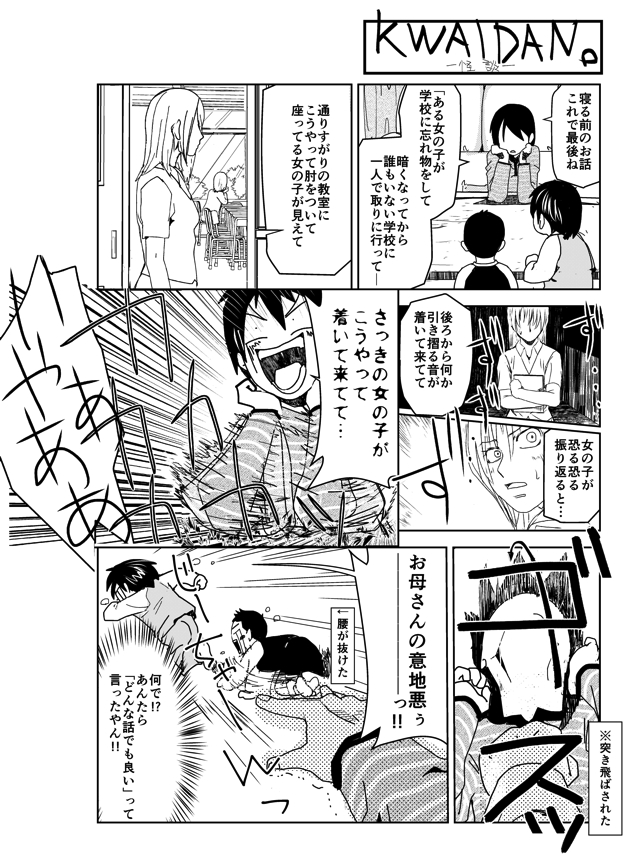 KWAIDAN。
—怪談—
寝る前のお話
これで最後ね
「ある女の子が
学校に忘れ物をして
暗くなってから
誰もいない学校に
一人で取りに行って―
通りすがりの教室に
こうやって肘をついて
座ってる女の子が見えて
後ろから何か
引き摺る音が
着いて来てて
ず
ず
ず
女の子が
恐る恐る
振り返ると…
さっきの女の子が
こうやって
着いて来てて…
ゴッ
※突き飛ばされた
お母さんの意地悪ぅ
――っ!!
←腰が抜けた
何で!?
あんたら
「どんな話でも良い」って
言ったやん!!